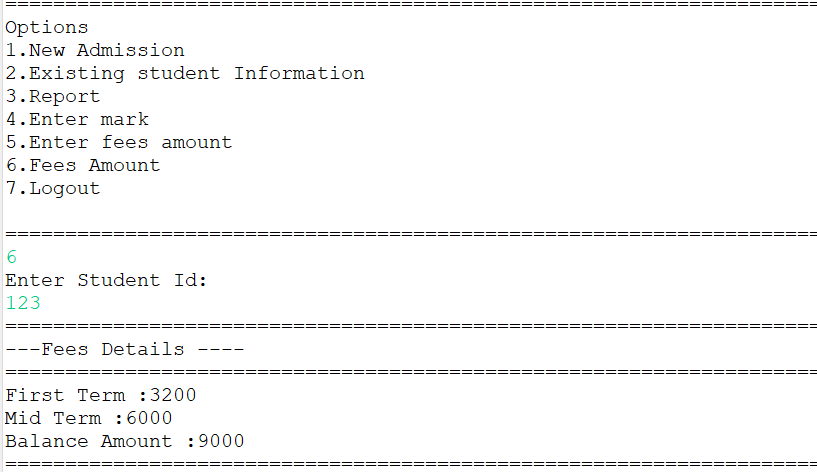 ======================================================================
Options
1.New Admission
2.Existing student Information
3.Report
4.Enter mark
5.Enter fees amount
6.Fees Amount
7.Logout
======================================================================
6
Enter Student Id:
123
======================================================================
---Fees Details ----
======================================================================
First Term :3200
Mid Term :6000
Balance Amount :9000
======================================================================